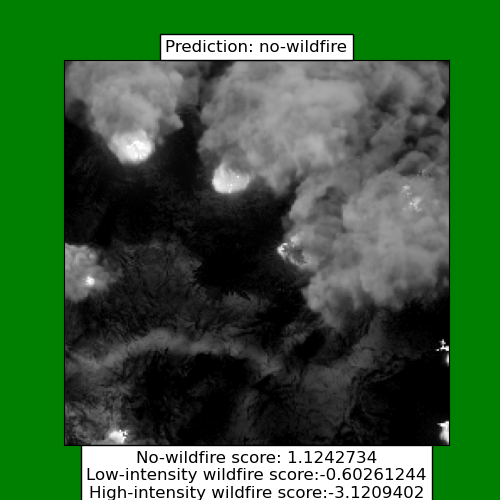 Prediction: no-wildfire
No-wildfire score: 1.1242734
Low-intensity wildfire score:-0.60261244
High-intensity wildfire score:-3.1209402